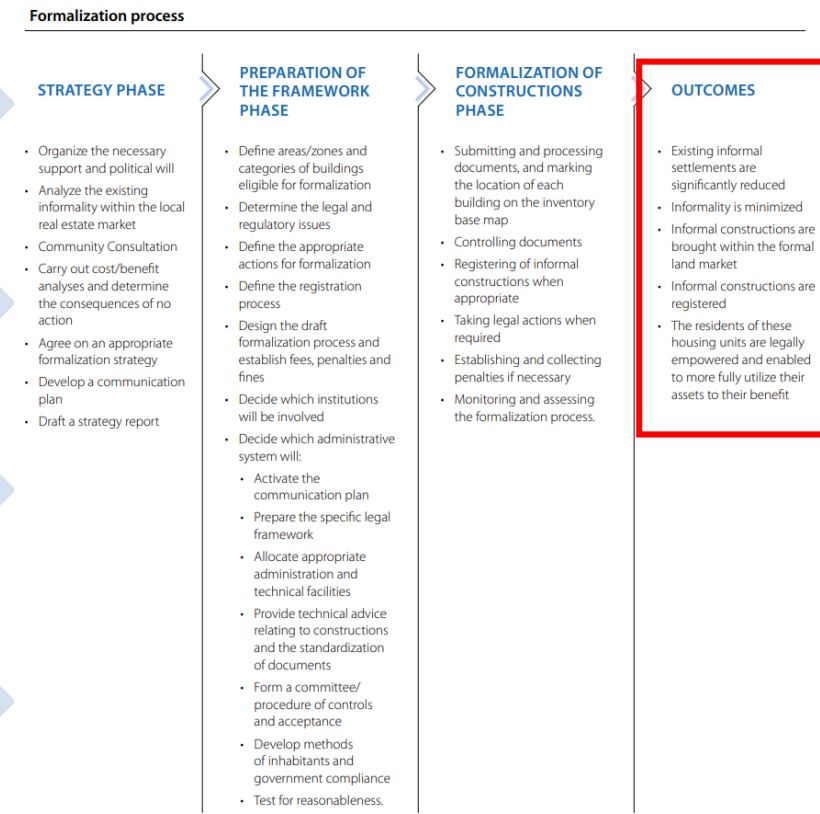 Formalization process
STRATEGY PHASE
• Organize the necessary
support and political will
• Analyze the existing
informality within the local
real estate market
• Community Consultation
• Carry out cost/benefit
analyses and determine
the consequences of no
action
• Agree on an appropriate
formalization strategy
• Develop a communication
plan
• Draft a strategy report
PREPARATION OF
THE FRAMEWORK
PHASE
• Define areas/zones and
categories of buildings
eligible for formalization
• Determine the legal and
regulatory issues
• Define the appropriate
actions for formalization
• Define the registration
process
• Design the draft
formalization process and
establish fees, penalties and
fines
• Decide which institutions
will be involved
• Decide which administrative
system will:
• Activate the
communication plan
• Prepare the specific legal
framework
• Allocate appropriate
administration and
technical facilities
• Provide technical advice
relating to constructions
and the standardization
of documents
• Form a committee/
procedure of controls
and acceptance
• Develop methods
of inhabitants and
government compliance
• Test for reasonableness.
FORMALIZATION OF
CONSTRUCTIONS
PHASE
• Submitting and processing
documents, and marking
the location of each
building on the inventory
base map
• Controlling documents
• Registering of informal
constructions when
appropriate
• Taking legal actions when
required
• Establishing and collecting
penalties if necessary
• Monitoring and assessing
the formalization process.
OUTCOMES
• Existing informal
settlements are
significantly reduced
• Informality is minimized
• Informal constructions are
brought within the formal
land market
• Informal constructions are
registered
• The residents of these
housing units are legally
empowered and enabled
to more fully utilize their
assets to their benefit